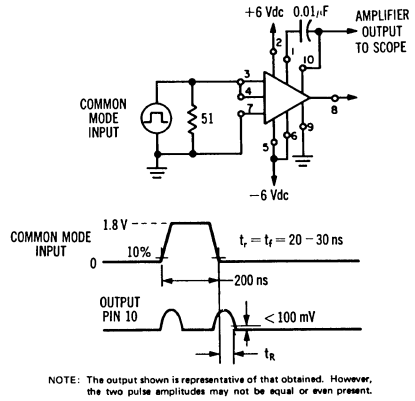 +6 Vdc
0.01μF
AMPLIFIER
OUTPUT
TO SCOPE
2
1
10
3
4
7
8
COMMON
MODE
INPUT
51
5
6
9
−6 Vdc
1.8 V
COMMON MODE
INPUT
10%
0
tr = tf = 20 − 30 ns
200 ns
OUTPUT
PIN 10
<100 mV
tR
NOTE: The output shown is representative of that obtained. However,
the two pulse amplitudes may not be equal or even present.